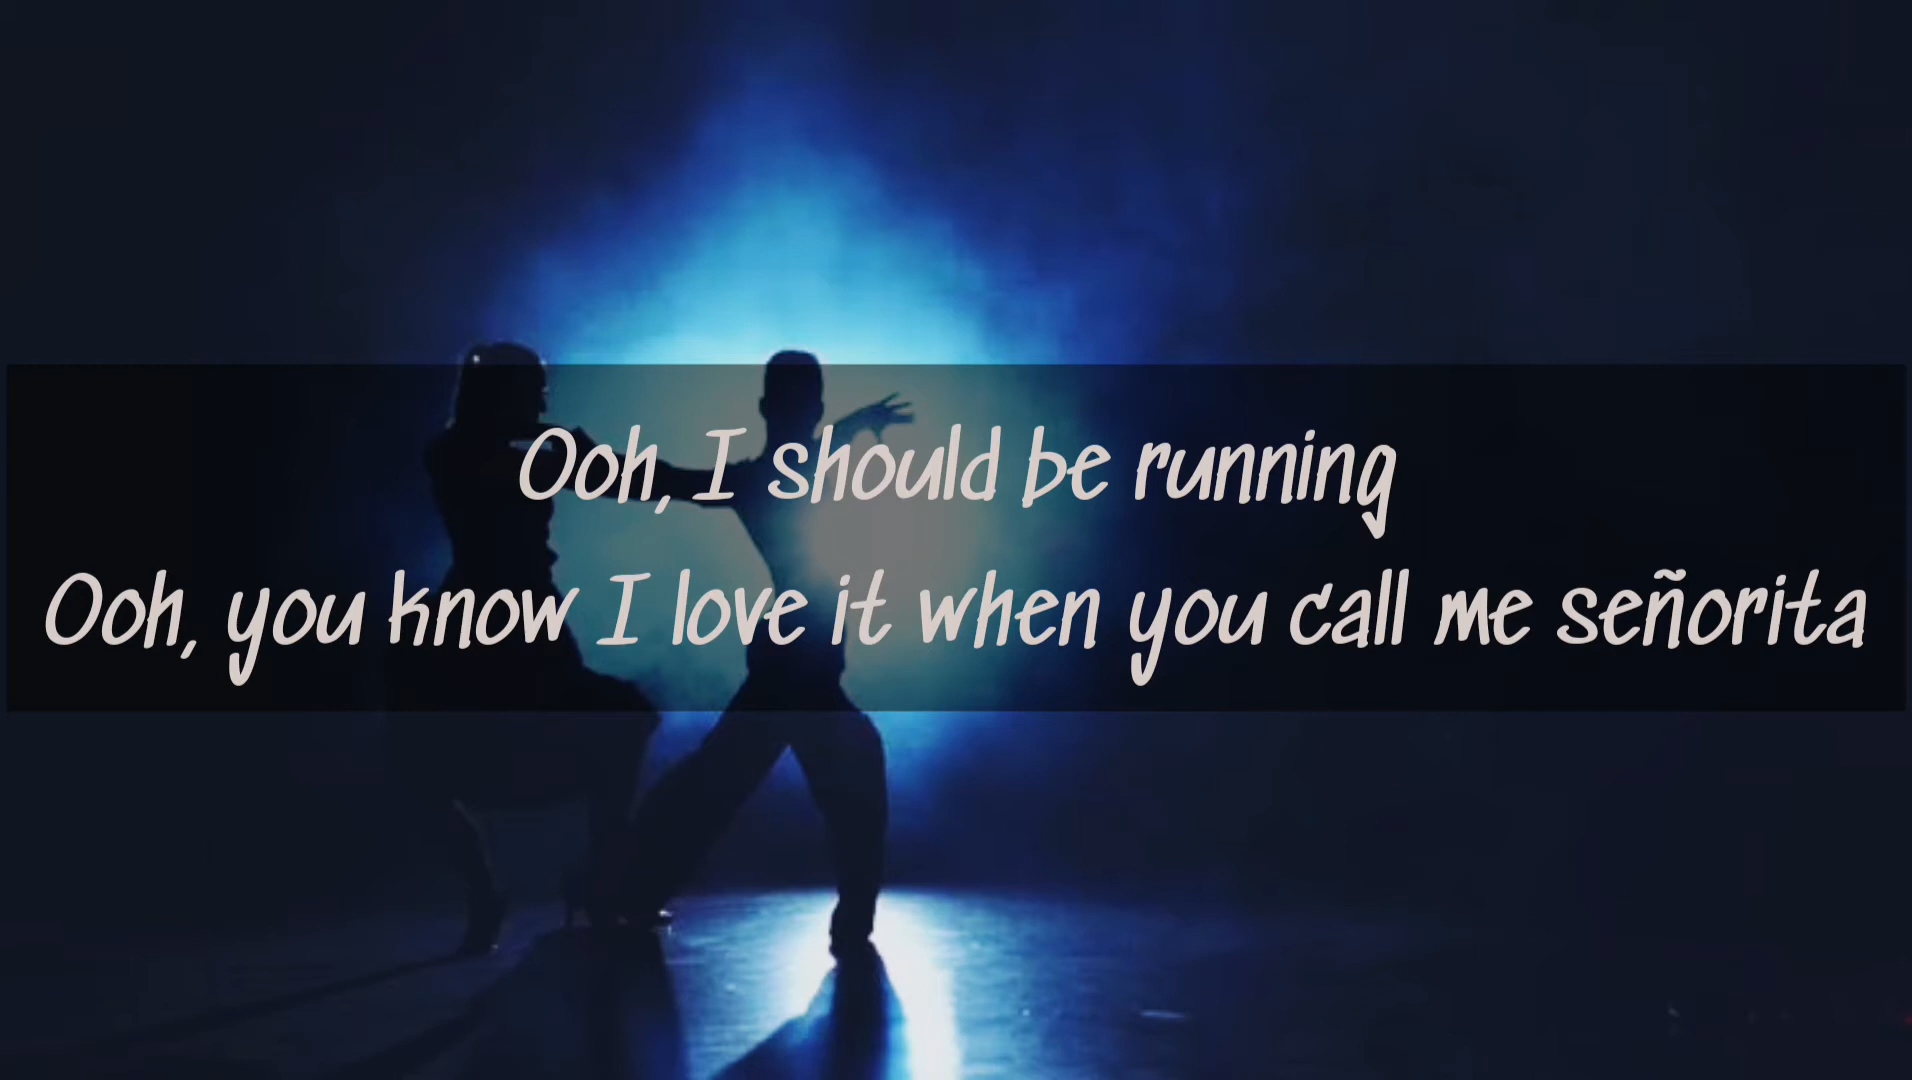 Ooh, I should be running
Ooh, you know I love it when you call me señorita